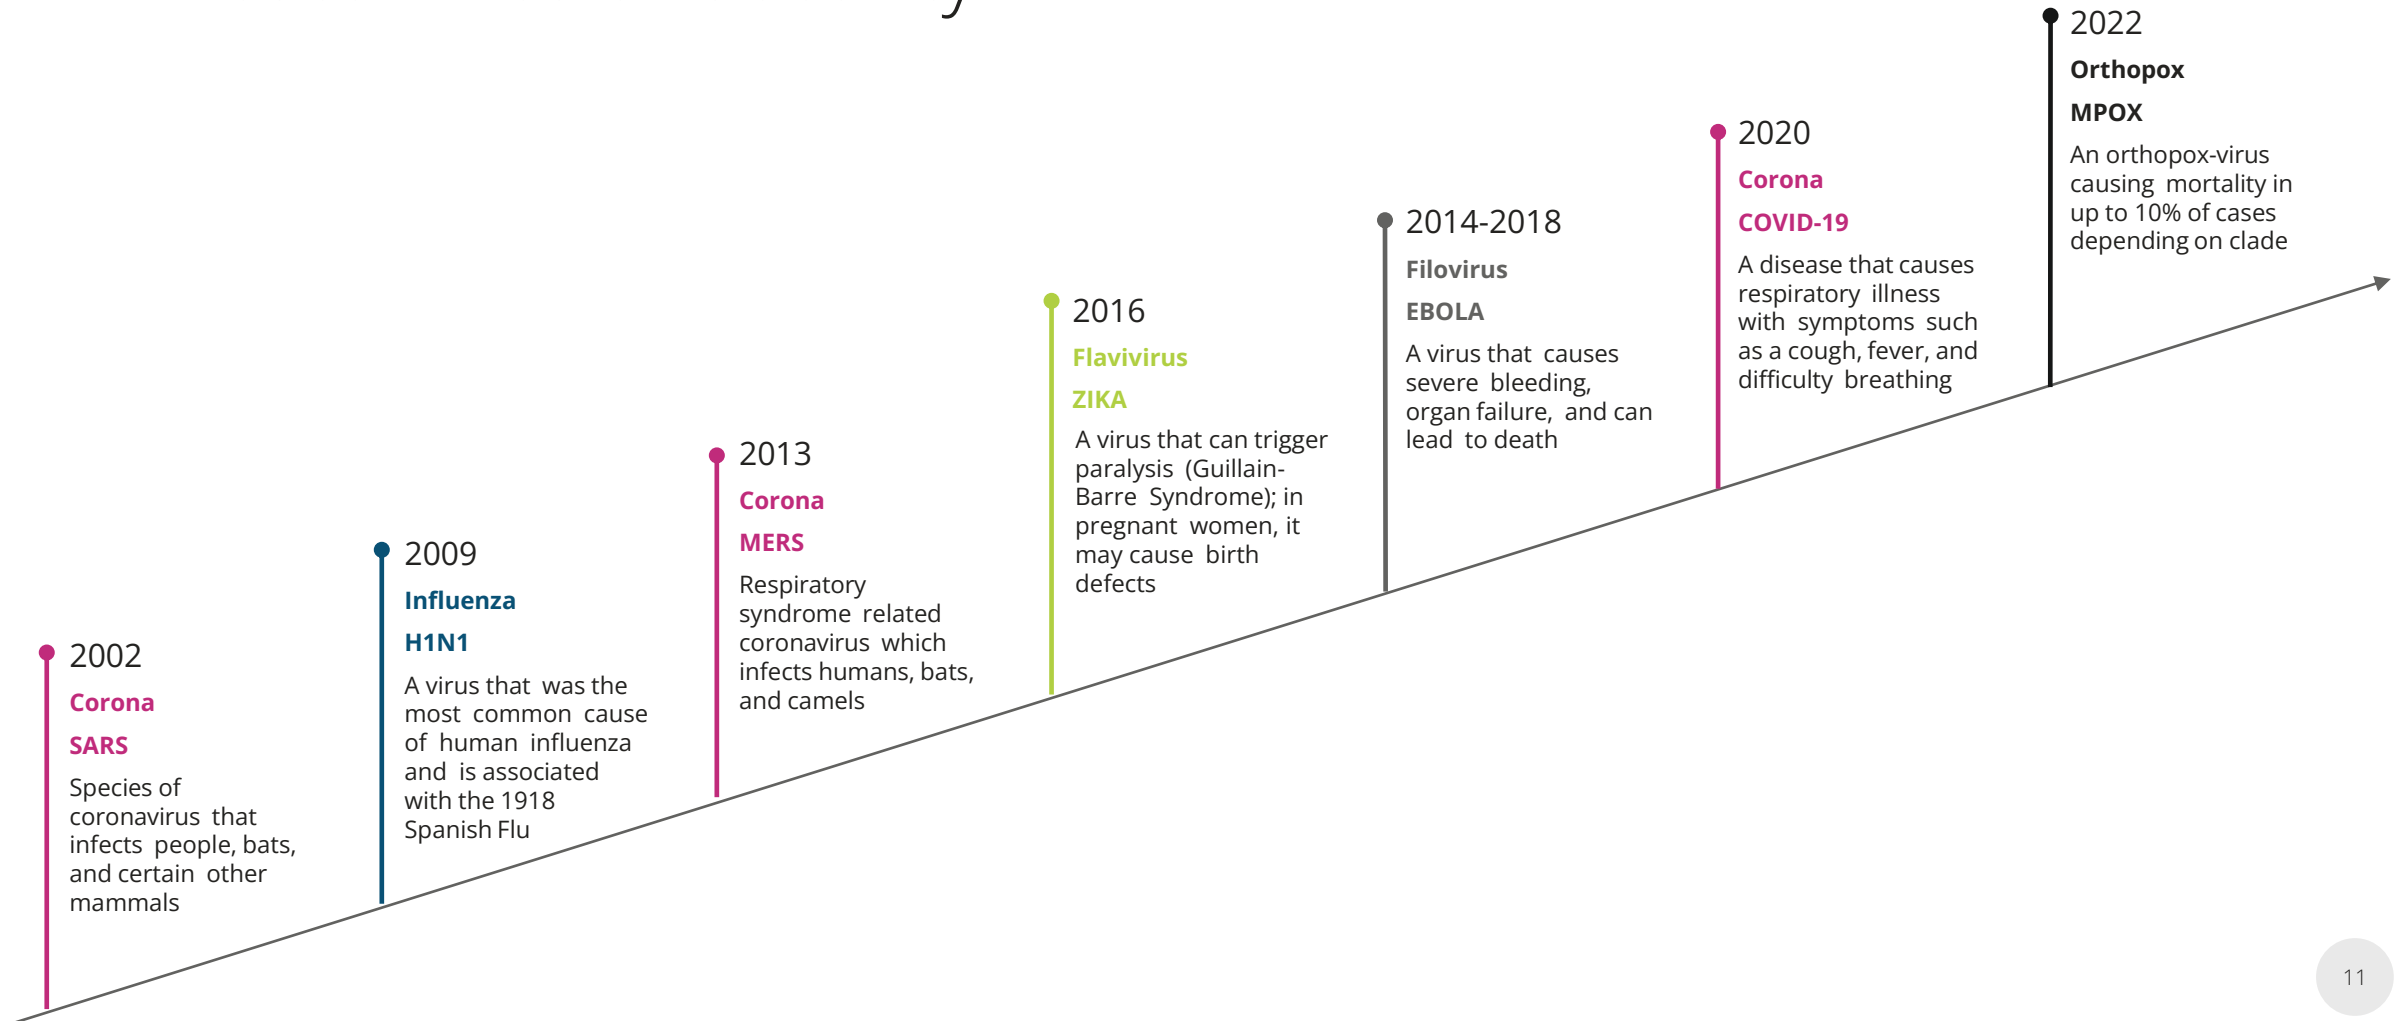 2002
Corona
SARS
Species of
coronavirus that
infects people, bats,
and certain other
mammals
2009
Influenza
H1N1
A virus that was the
most common cause
of human influenza
and is associated
with the 1918
Spanish Flu
2013
Corona
MERS
Respiratory
syndrome related
coronavirus which
infects humans, bats,
and camels
2016
Flavivirus
ZIKA
A virus that can trigger
paralysis (Guillain-
Barre Syndrome); in
pregnant women, it
may cause birth
defects
2014-2018
Filovirus
EBOLA
A virus that causes
severe bleeding,
organ failure, and can
lead to death
2020
Corona
COVID-19
A disease that causes
respiratory illness
with symptoms such
as a cough, fever, and
difficulty breathing
2022
Orthopox
MPOX
An orthopox-virus
causing mortality in
up to 10% of cases
depending on clade
11